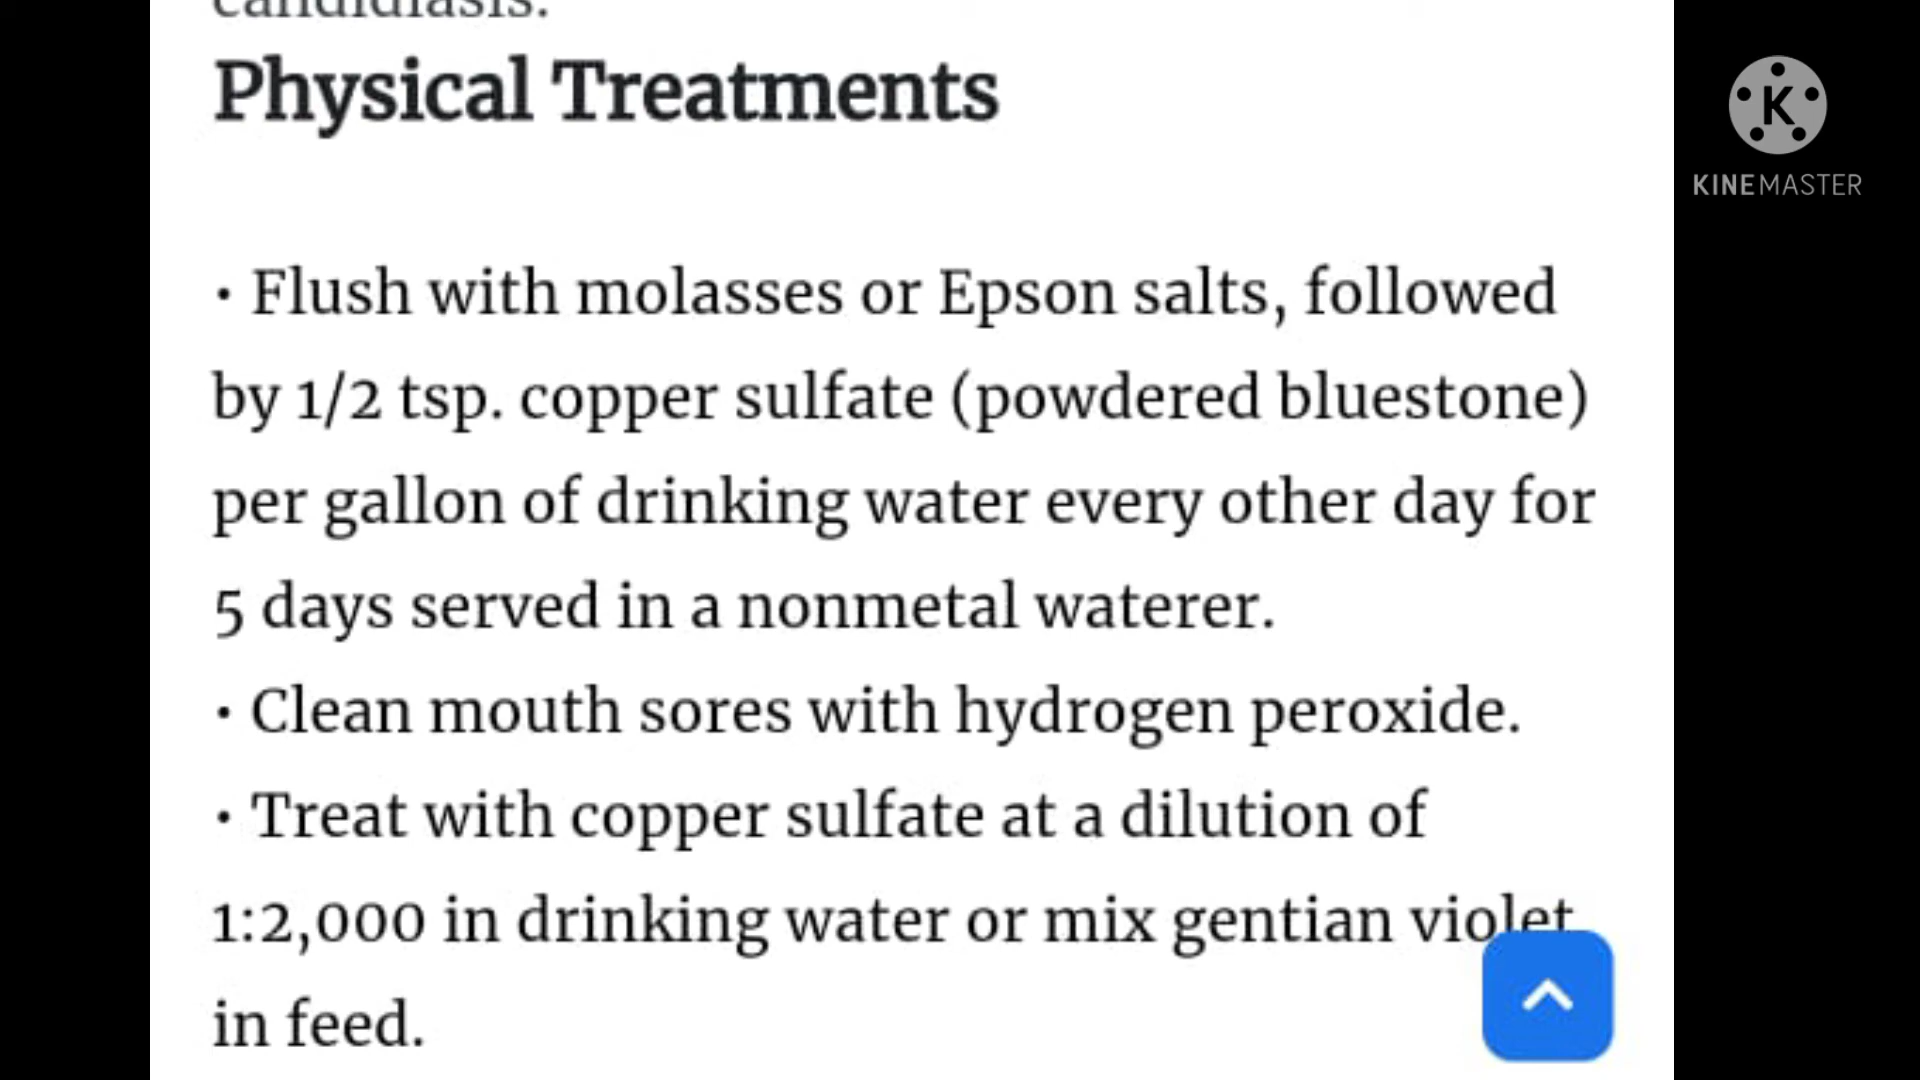 candidiasis.
Physical Treatments
• Flush with molasses or Epson salts, followed
by 1/2 tsp. copper sulfate (powdered bluestone)
per gallon of drinking water every other day for
5 days served in a nonmetal waterer.
• Clean mouth sores with hydrogen peroxide.
• Treat with copper sulfate at a dilution of
1:2,000 in drinking water or mix gentian violet
in feed.
K
KINEMASTER